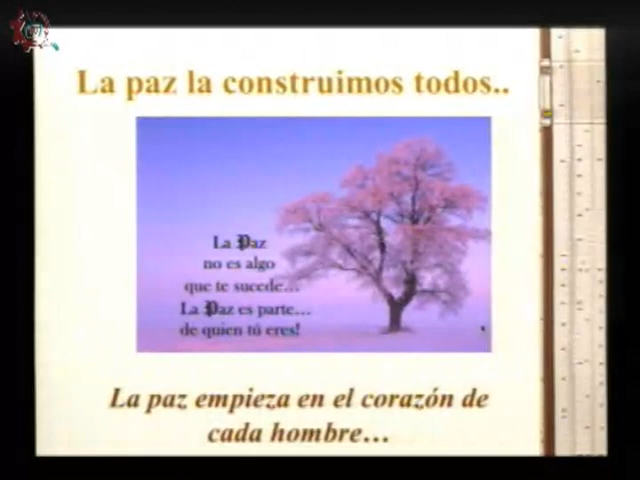 La paz la construimos todos..
La Paz
no es algo
que te sucede...
La Paz es parte...
de quien tú eres!
La paz empieza en el corazón de
cada hombre...